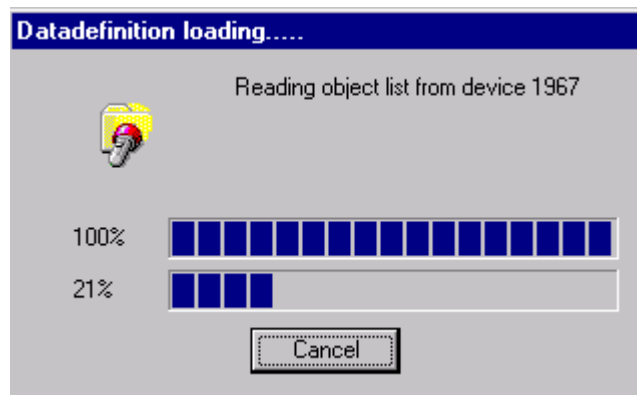 Datadefinition loading.....
Reading object list from device 1967
100%
21%
Cancel